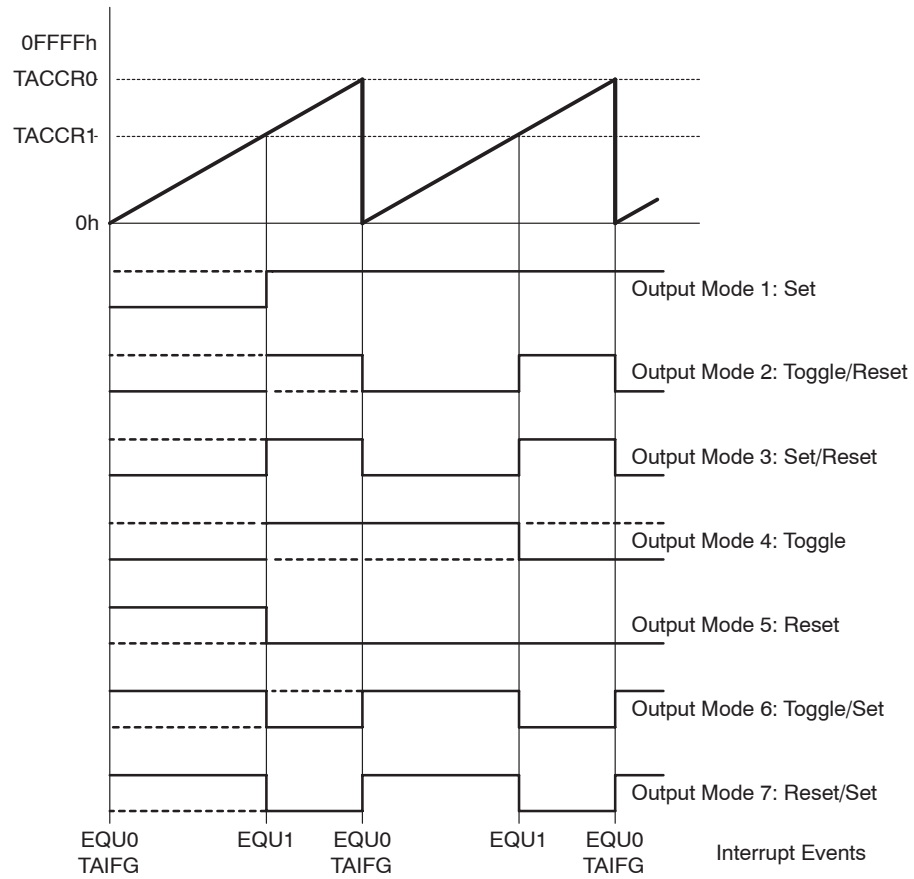 0FFFFh
TACCR0
TACCR1
0h
Output Mode 1: Set
Output Mode 2: Toggle/Reset
Output Mode 3: Set/Reset
Output Mode 4: Toggle
Output Mode 5: Reset
Output Mode 6: Toggle/Set
Output Mode 7: Reset/Set
EQU0 EQU1 EQU0 EQU1 EQU0 Interrupt Events
TAIFG TAIFG TAIFG